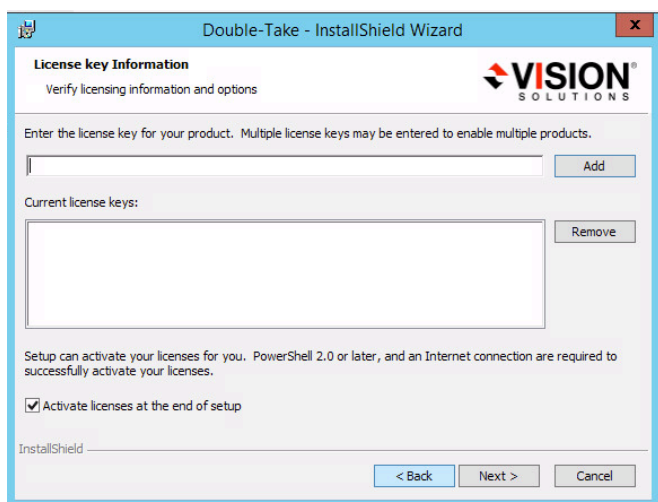 Double-Take - InstallShield Wizard
x
License key Information
Verify licensing information and options
VISION®
SOLUTIONS
Enter the license key for your product. Multiple license keys may be entered to enable multiple products.
Add
Current license keys:
Remove
Setup can activate your licenses for you. PowerShell 2.0 or later, and an Internet connection are required to
successfully activate your licenses.
Activate licenses at the end of setup
InstallShield
< Back Next > Cancel